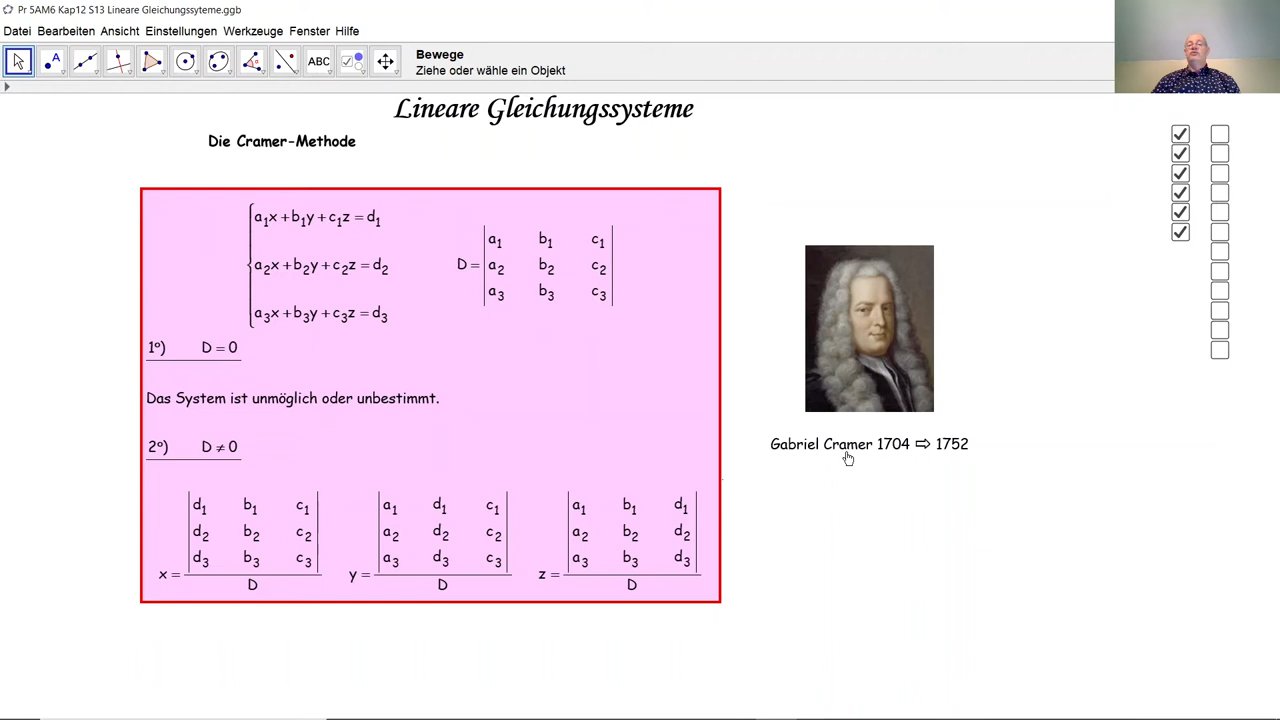 Pr 5AM6 Kap12 S13 Lineare Gleichungssyteme.ggb
Datei Bearbeiten Ansicht Einstellungen Werkzeuge Fenster Hilfe
A ABC Bewege
Ziehe oder wähle ein Objekt
Lineare Gleichungssysteme
Die Cramer-Methode
a₁x + b₁y + c₁z = d₁
a₂x + b₂y + c₂z = d₂
a₃x + b₃y + c₃z = d₃
D = | a₁ b₁ c₁ |
| a₂ b₂ c₂ |
| a₃ b₃ c₃ |
1º) D = 0
Das System ist unmöglich oder unbestimmt.
2º) D ≠ 0
x = | d₁ b₁ c₁ |
| d₂ b₂ c₂ |
| d₃ b₃ c₃ |
D
y = | a₁ d₁ c₁ |
| a₂ d₂ c₂ |
| a₃ d₃ c₃ |
D
z = | a₁ b₁ d₁ |
| a₂ b₂ d₂ |
| a₃ b₃ d₃ |
D
Gabriel Cramer 1704 ⇨ 1752